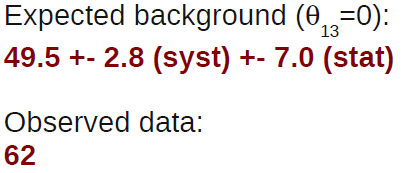 Expected background (θ₁₃=0):
49.5 +- 2.8 (syst) +- 7.0 (stat)
Observed data:
62